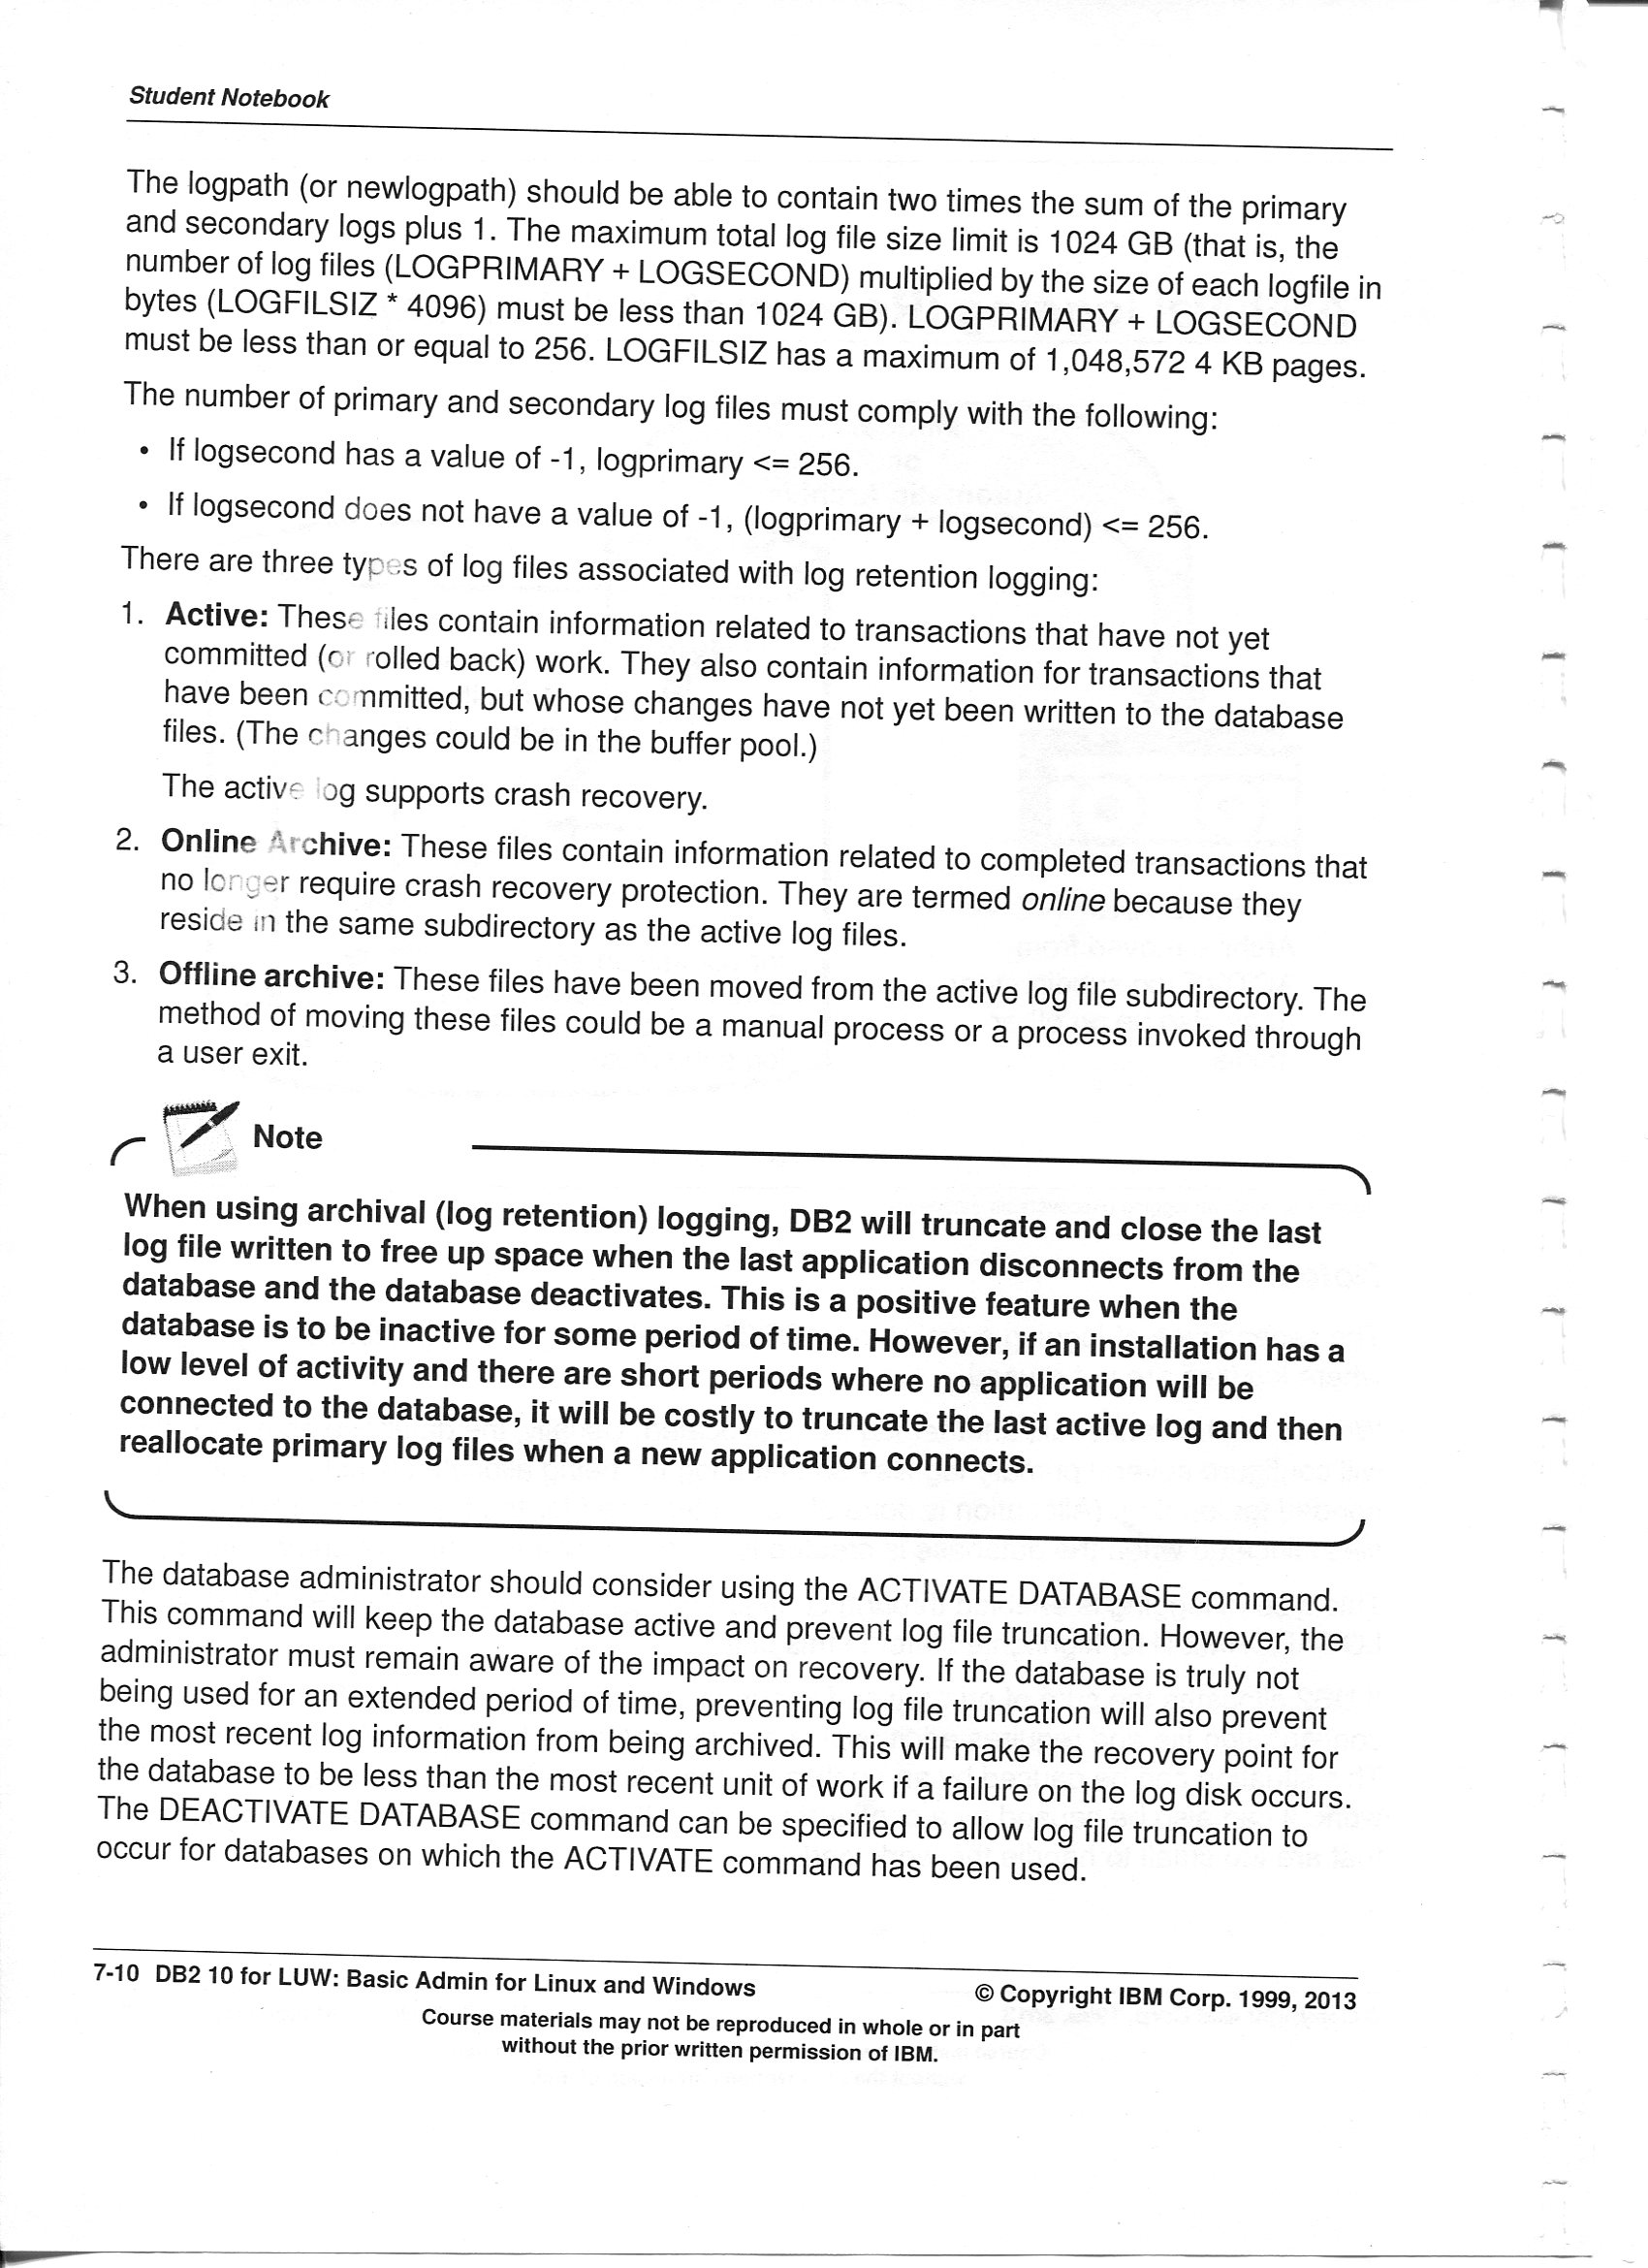 Student Notebook
The logpath (or newlogpath) should be able to contain two times the sum of the primary
and secondary logs plus 1. The maximum total log file size limit is 1024 GB (that is, the
number of log files (LOGPRIMARY + LOGSECOND) multiplied by the size of each logfile in
bytes (LOGFILSIZ * 4096) must be less than 1024 GB). LOGPRIMARY + LOGSECOND
must be less than or equal to 256. LOGFILSIZ has a maximum of 1,048,572 4 KB pages.
The number of primary and secondary log files must comply with the following:
• If logsecond has a value of -1, logprimary <= 256.
• If logsecond does not have a value of -1, (logprimary + logsecond) <= 256.
There are three types of log files associated with log retention logging:
1. Active: These files contain information related to transactions that have not yet
committed (or rolled back) work. They also contain information for transactions that
have been committed, but whose changes have not yet been written to the database
files. (The changes could be in the buffer pool.)
The active log supports crash recovery.
2. Online Archive: These files contain information related to completed transactions that
no longer require crash recovery protection. They are termed online because they
reside in the same subdirectory as the active log files.
3. Offline archive: These files have been moved from the active log file subdirectory. The
method of moving these files could be a manual process or a process invoked through
a user exit.
Note
When using archival (log retention) logging, DB2 will truncate and close the last
log file written to free up space when the last application disconnects from the
database and the database deactivates. This is a positive feature when the
database is to be inactive for some period of time. However, if an installation has a
low level of activity and there are short periods where no application will be
connected to the database, it will be costly to truncate the last active log and then
reallocate primary log files when a new application connects.
The database administrator should consider using the ACTIVATE DATABASE command.
This command will keep the database active and prevent log file truncation. However, the
administrator must remain aware of the impact on recovery. If the database is truly not
being used for an extended period of time, preventing log file truncation will also prevent
the most recent log information from being archived. This will make the recovery point for
the database to be less than the most recent unit of work if a failure on the log disk occurs.
The DEACTIVATE DATABASE command can be specified to allow log file truncation to
occur for databases on which the ACTIVATE command has been used.
7-10 DB2 10 for LUW: Basic Admin for Linux and Windows
© Copyright IBM Corp. 1999, 2013
Course materials may not be reproduced in whole or in part
without the prior written permission of IBM.